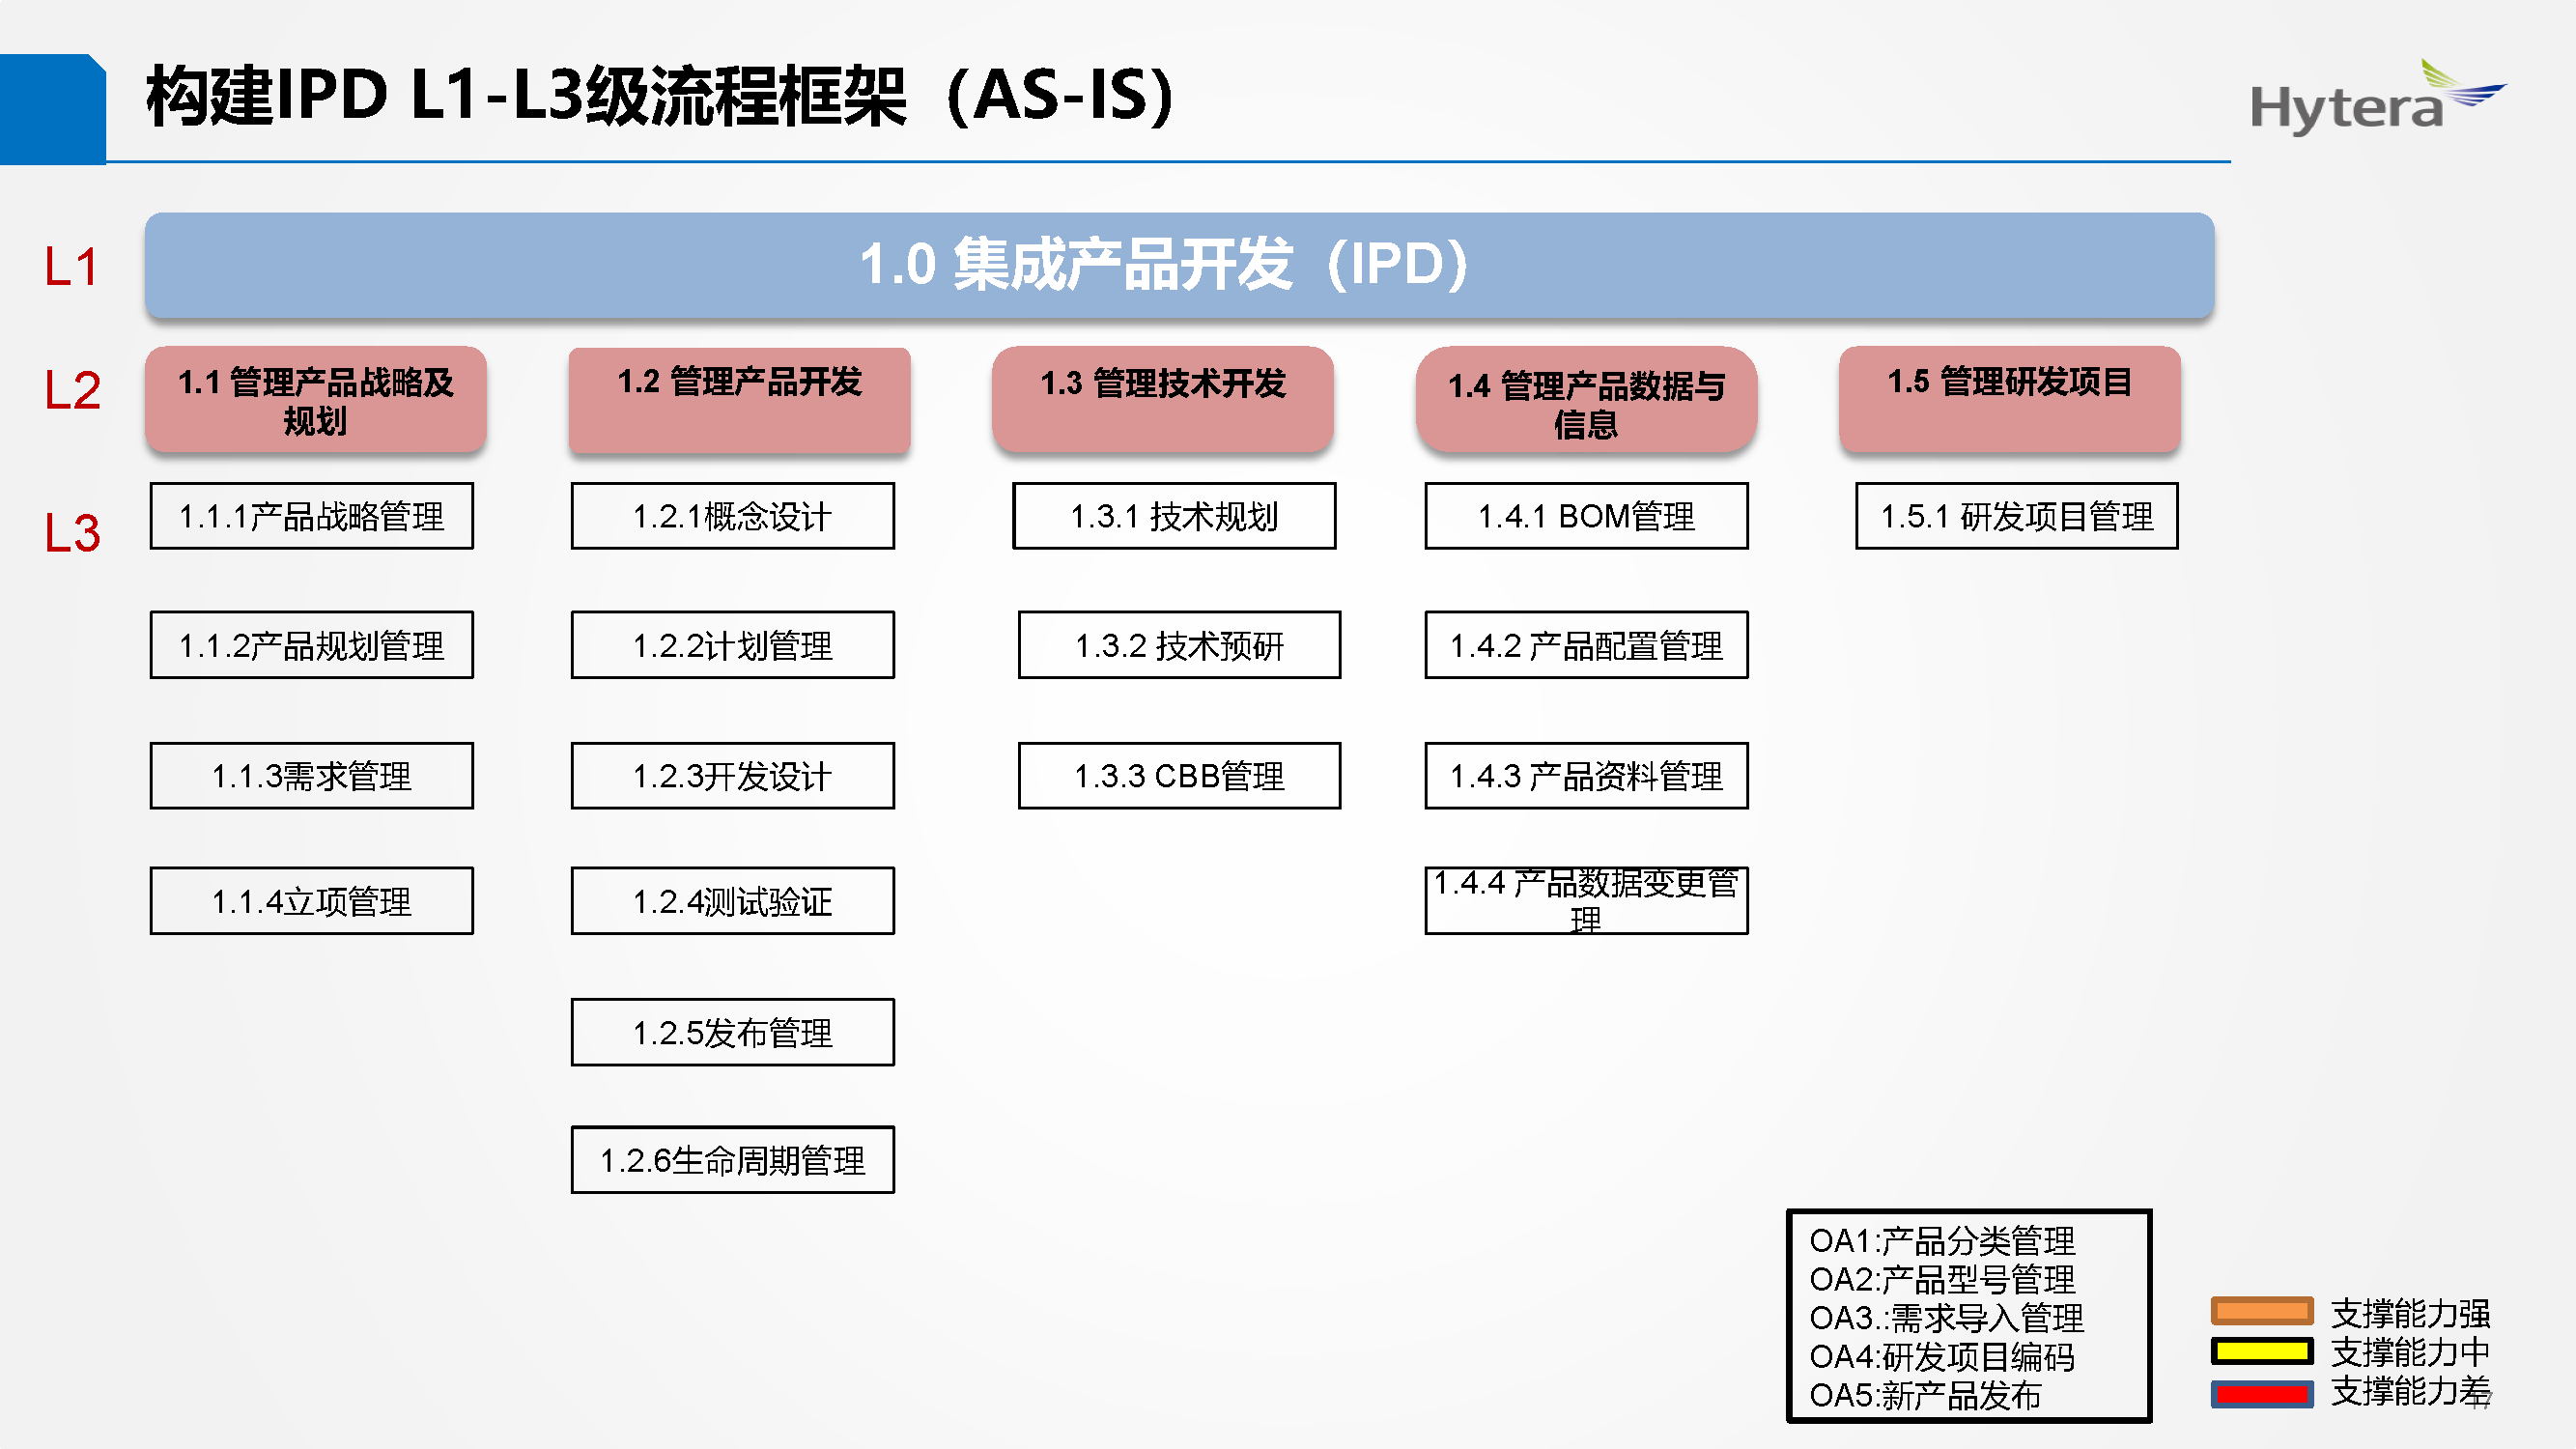 构建IPD L1-L3级流程框架（AS-IS）
Hytera
L1
1.0 集成产品开发（IPD）
L2
1.1 管理产品战略及
规划
1.2 管理产品开发
1.3 管理技术开发
1.4 管理产品数据与
信息
1.5 管理研发项目
L3
1.1.1产品战略管理
1.2.1概念设计
1.3.1 技术规划
1.4.1 BOM管理
1.5.1 研发项目管理
1.1.2产品规划管理
1.2.2计划管理
1.3.2 技术预研
1.4.2 产品配置管理
1.1.3需求管理
1.2.3开发设计
1.3.3 CBB管理
1.4.3 产品资料管理
1.1.4立项管理
1.2.4测试验证
1.4.4 产品数据变更管
理
1.2.5发布管理
1.2.6生命周期管理
OA1:产品分类管理
OA2:产品型号管理
OA3.:需求导入管理
OA4:研发项目编码
OA5:新产品发布
支撑能力强
支撑能力中
支撑能力差
17